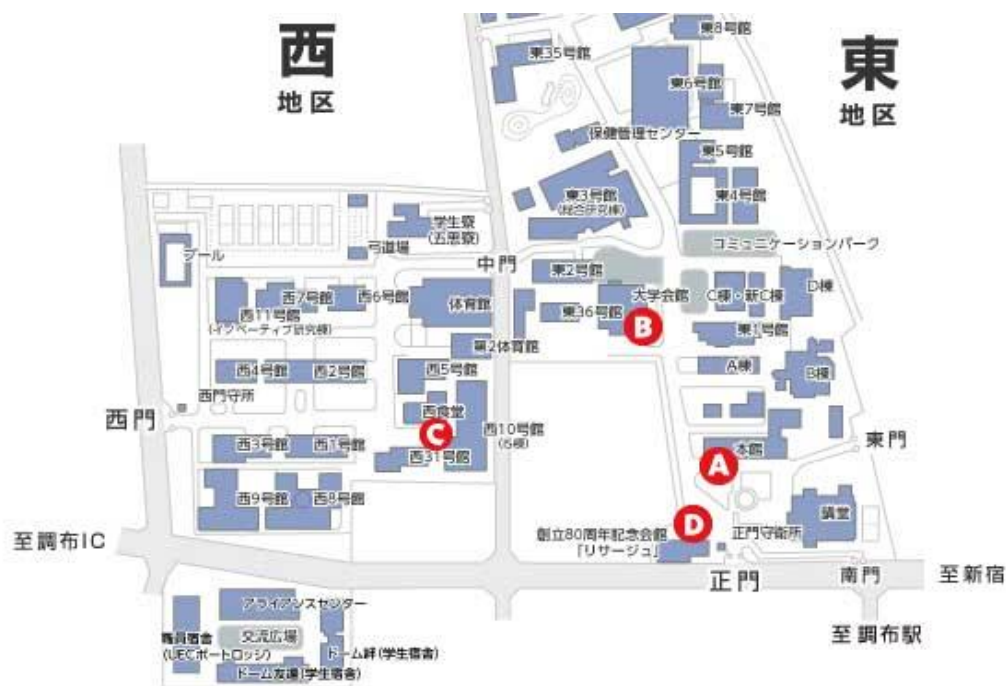 西
地区
東
地区
東8号館
東35号館
東6号館
東7号館
保健管理センター
東5号館
東3号館
(総合研究棟)
東4号館
学生寮
(五思寮)
コミュニケーションパーク
弓道場
プール
中門
東2号館
大学会館
C棟・新C棟
D棟
西11号館
(イノベーティブ研究棟)
西7号館
西6号館
体育館
東36号館
B
東1号館
第2体育館
A棟
B棟
西4号館
西2号館
西5号館
西門守所
西門
西食堂
C
西10号館
西3号館
西1号館
西31号館
本館
東門
A
西9号館
西8号館
D
講堂
創立80周年記念会館
「リサージュ」
正門守衛所
至調布IC
正門
南門
至新宿
至調布駅
アライアンスセンター
職員宿舎
(UECポートロッジ)
交流広場
ドーム絆(学生宿舎)
ドーム友達(学生宿舎)